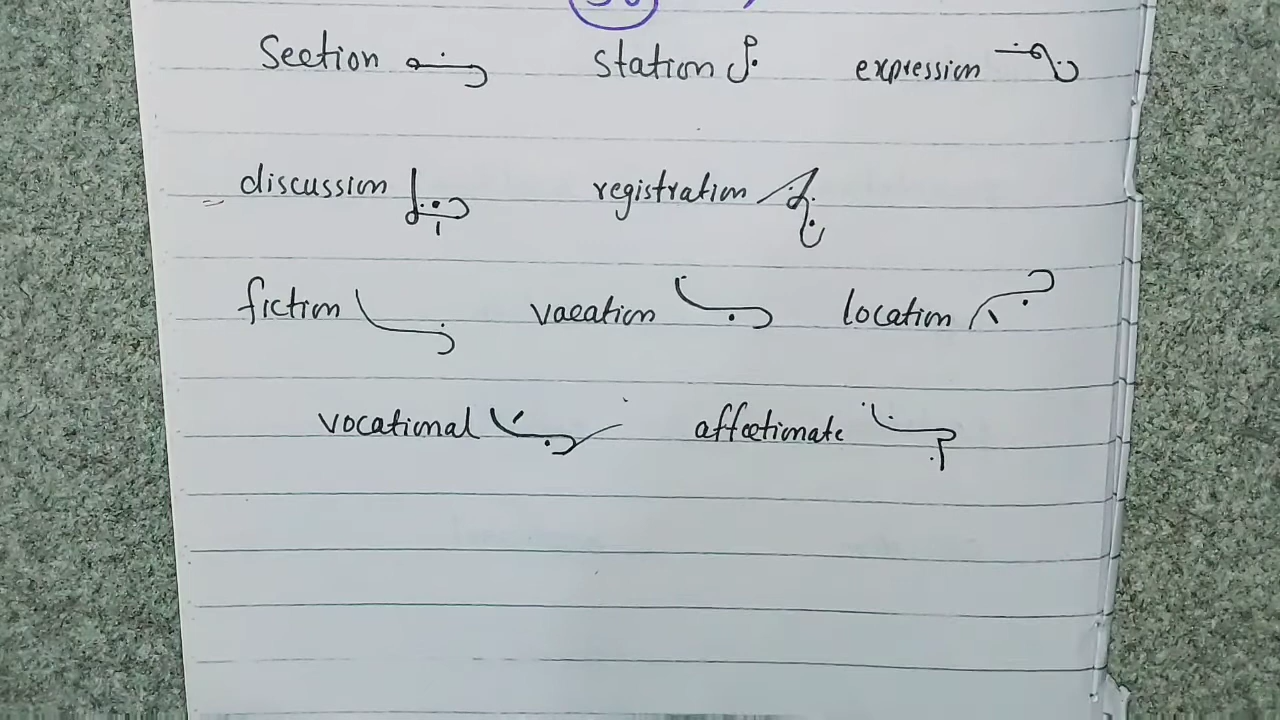 Section station expression
discussion registration
fiction vacation location
vocational affectionate